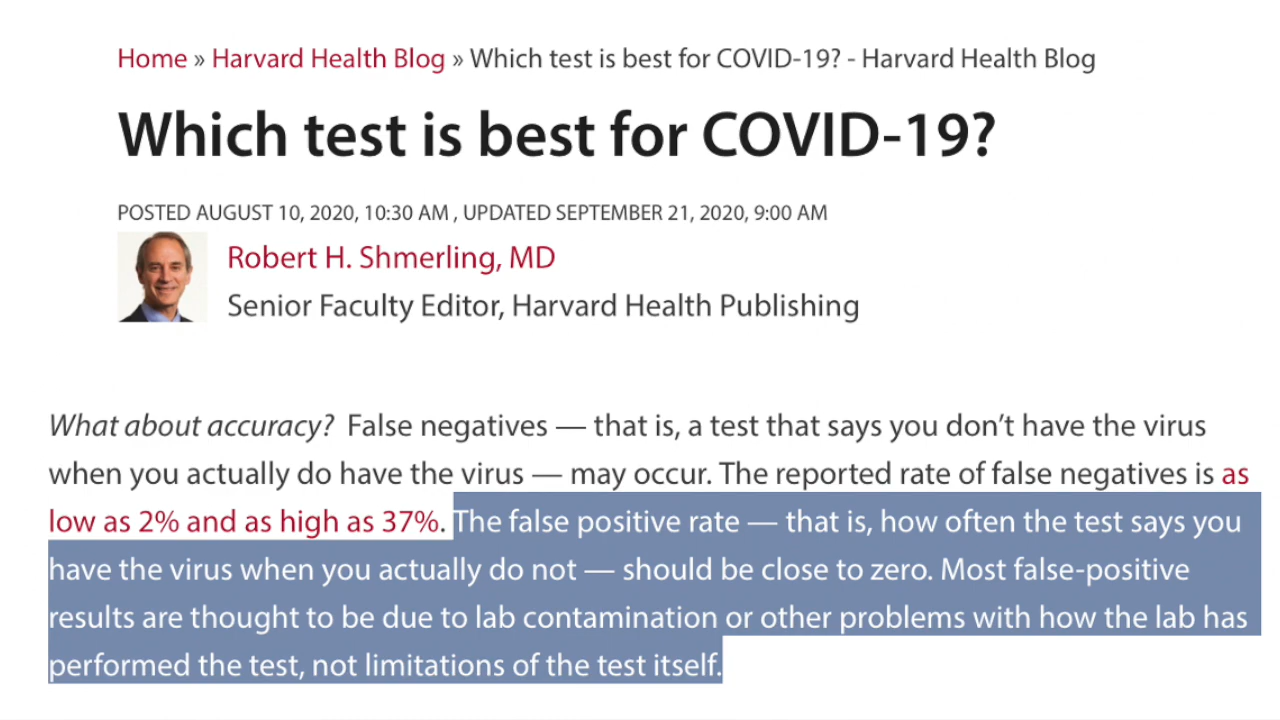 Home » Harvard Health Blog » Which test is best for COVID-19? - Harvard Health Blog
Which test is best for COVID-19?
POSTED AUGUST 10, 2020, 10:30 AM , UPDATED SEPTEMBER 21, 2020, 9:00 AM
Robert H. Shmerling, MD
Senior Faculty Editor, Harvard Health Publishing
What about accuracy?  False negatives — that is, a test that says you don’t have the virus
when you actually do have the virus — may occur. The reported rate of false negatives is as
low as 2% and as high as 37%. The false positive rate — that is, how often the test says you
have the virus when you actually do not — should be close to zero. Most false-positive
results are thought to be due to lab contamination or other problems with how the lab has
performed the test, not limitations of the test itself.